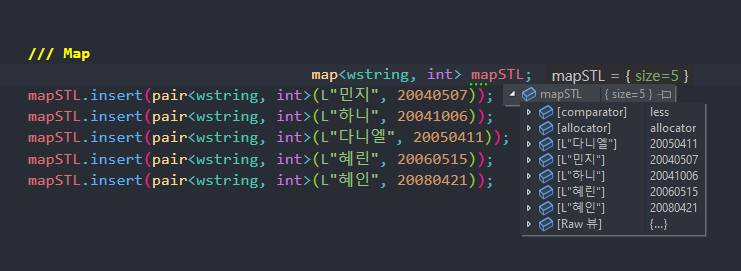 /// Map
map<wstring, int> mapSTL; mapSTL = { size=5 }
mapSTL.insert(pair<wstring, int>(L"민지", 20040507));
mapSTL.insert(pair<wstring, int>(L"하니", 20041006));
mapSTL.insert(pair<wstring, int>(L"다니엘", 20050411));
mapSTL.insert(pair<wstring, int>(L"혜린", 20060515));
mapSTL.insert(pair<wstring, int>(L"혜인", 20080421));
mapSTL { size=5 }
[comparator] less
[allocator] allocator
[L"다니엘"] 20050411
[L"민지"] 20040507
[L"하니"] 20041006
[L"혜린"] 20060515
[L"혜인"] 20080421
[Raw 뷰] {...}